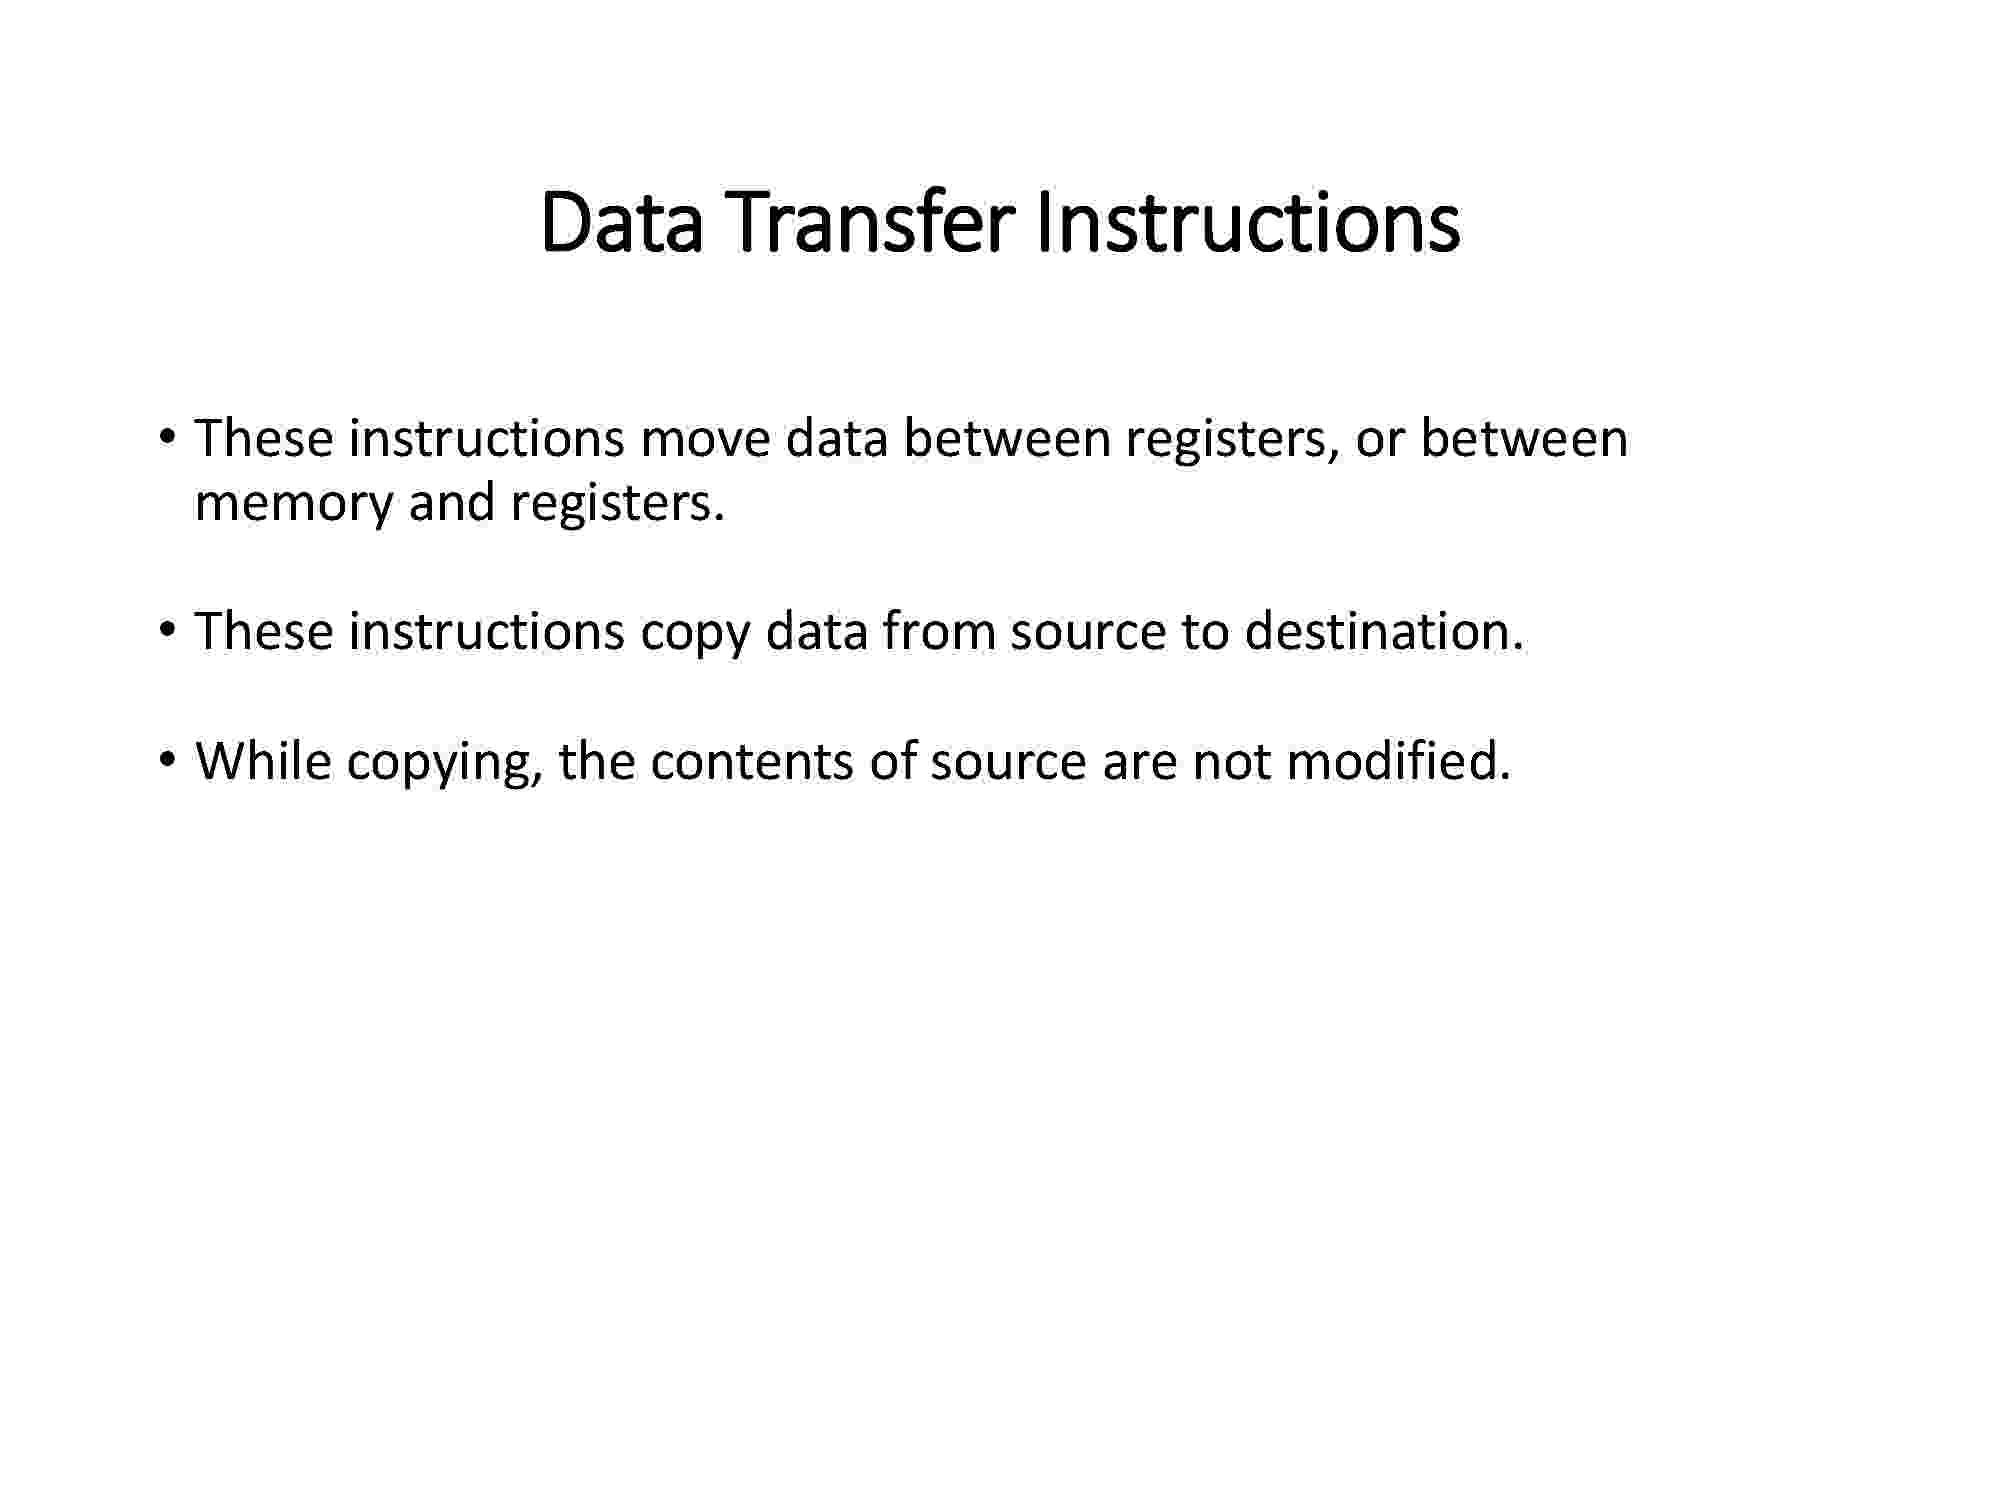 Data Transfer Instructions
• These instructions move data between registers, or between
memory and registers.
• These instructions copy data from source to destination.
• While copying, the contents of source are not modified.